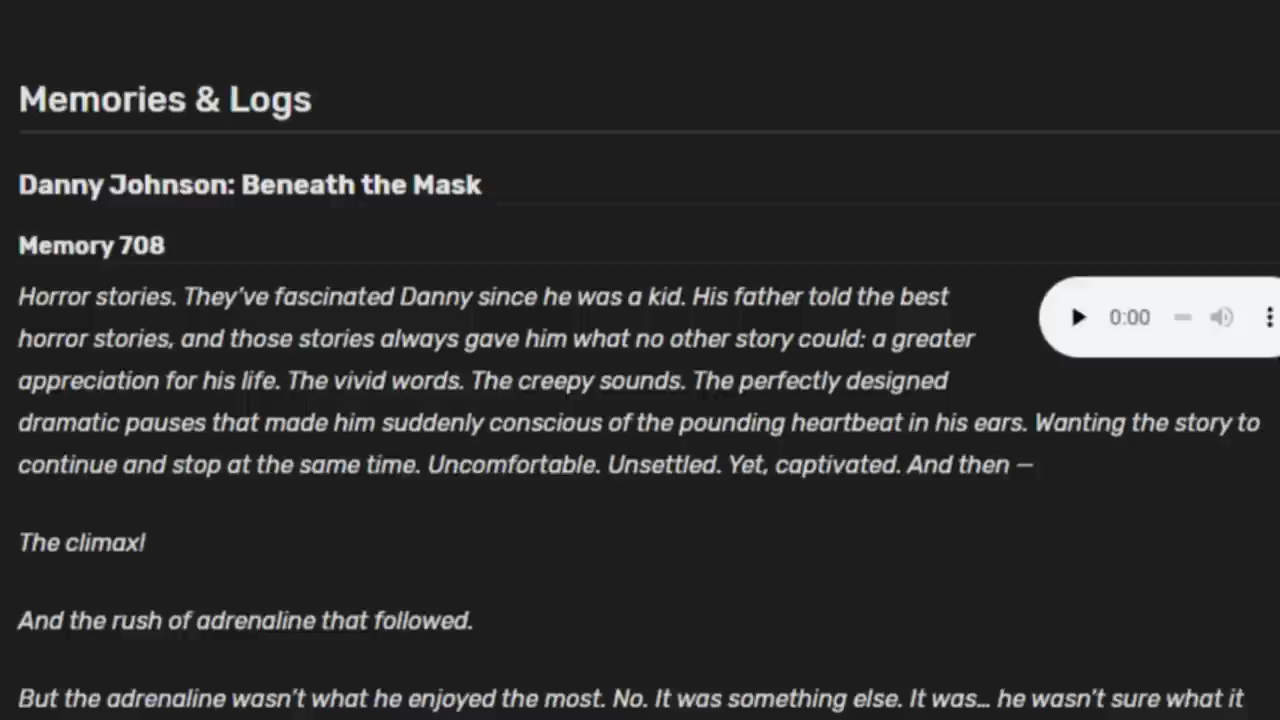 Memories & Logs
Danny Johnson: Beneath the Mask
Memory 708
Horror stories. They've fascinated Danny since he was a kid. His father told the best
horror stories, and those stories always gave him what no other story could: a greater
appreciation for his life. The vivid words. The creepy sounds. The perfectly designed
dramatic pauses that made him suddenly conscious of the pounding heartbeat in his ears. Wanting the story to
continue and stop at the same time. Uncomfortable. Unsettled. Yet, captivated. And then —
0:00
The climax!
And the rush of adrenaline that followed.
But the adrenaline wasn't what he enjoyed the most. No. It was something else. It was… he wasn't sure what it